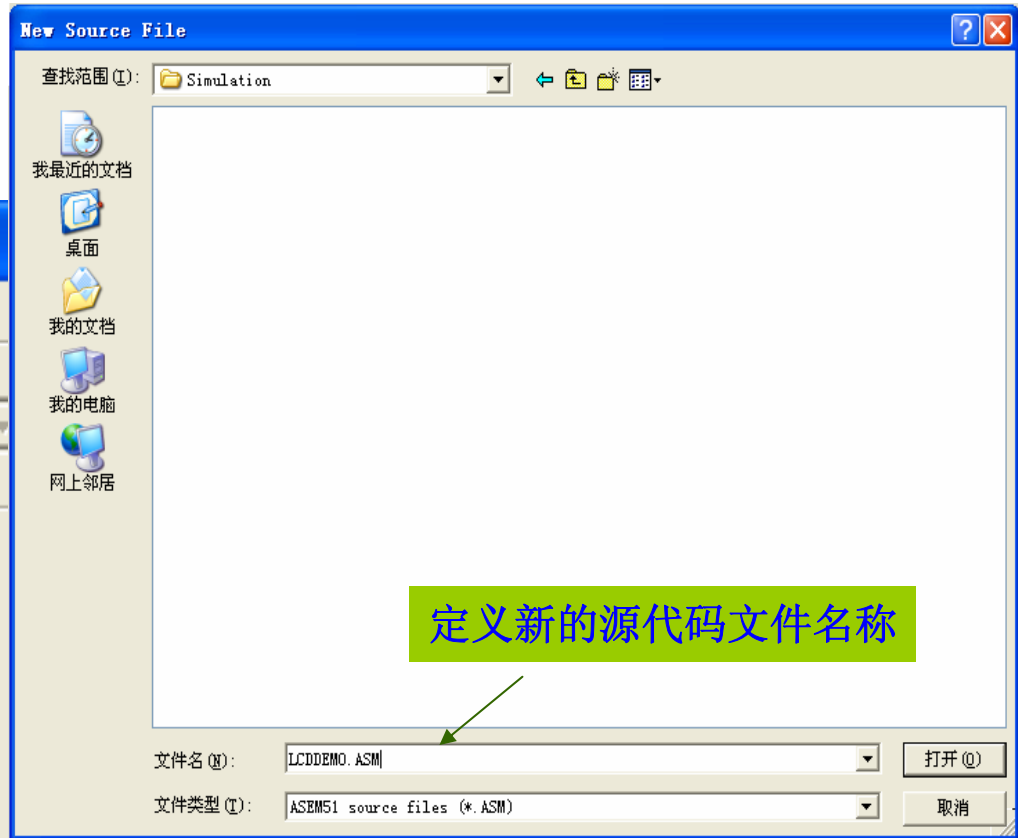 New Source File
查找范围(I):
Simulation
我最近的文档
桌面
我的文档
我的电脑
网上邻居
定义新的源代码文件名称
文件名(N):
LCDDEMO.ASM
打开(O)
文件类型(T):
ASEM51 source files (*.ASM)
取消